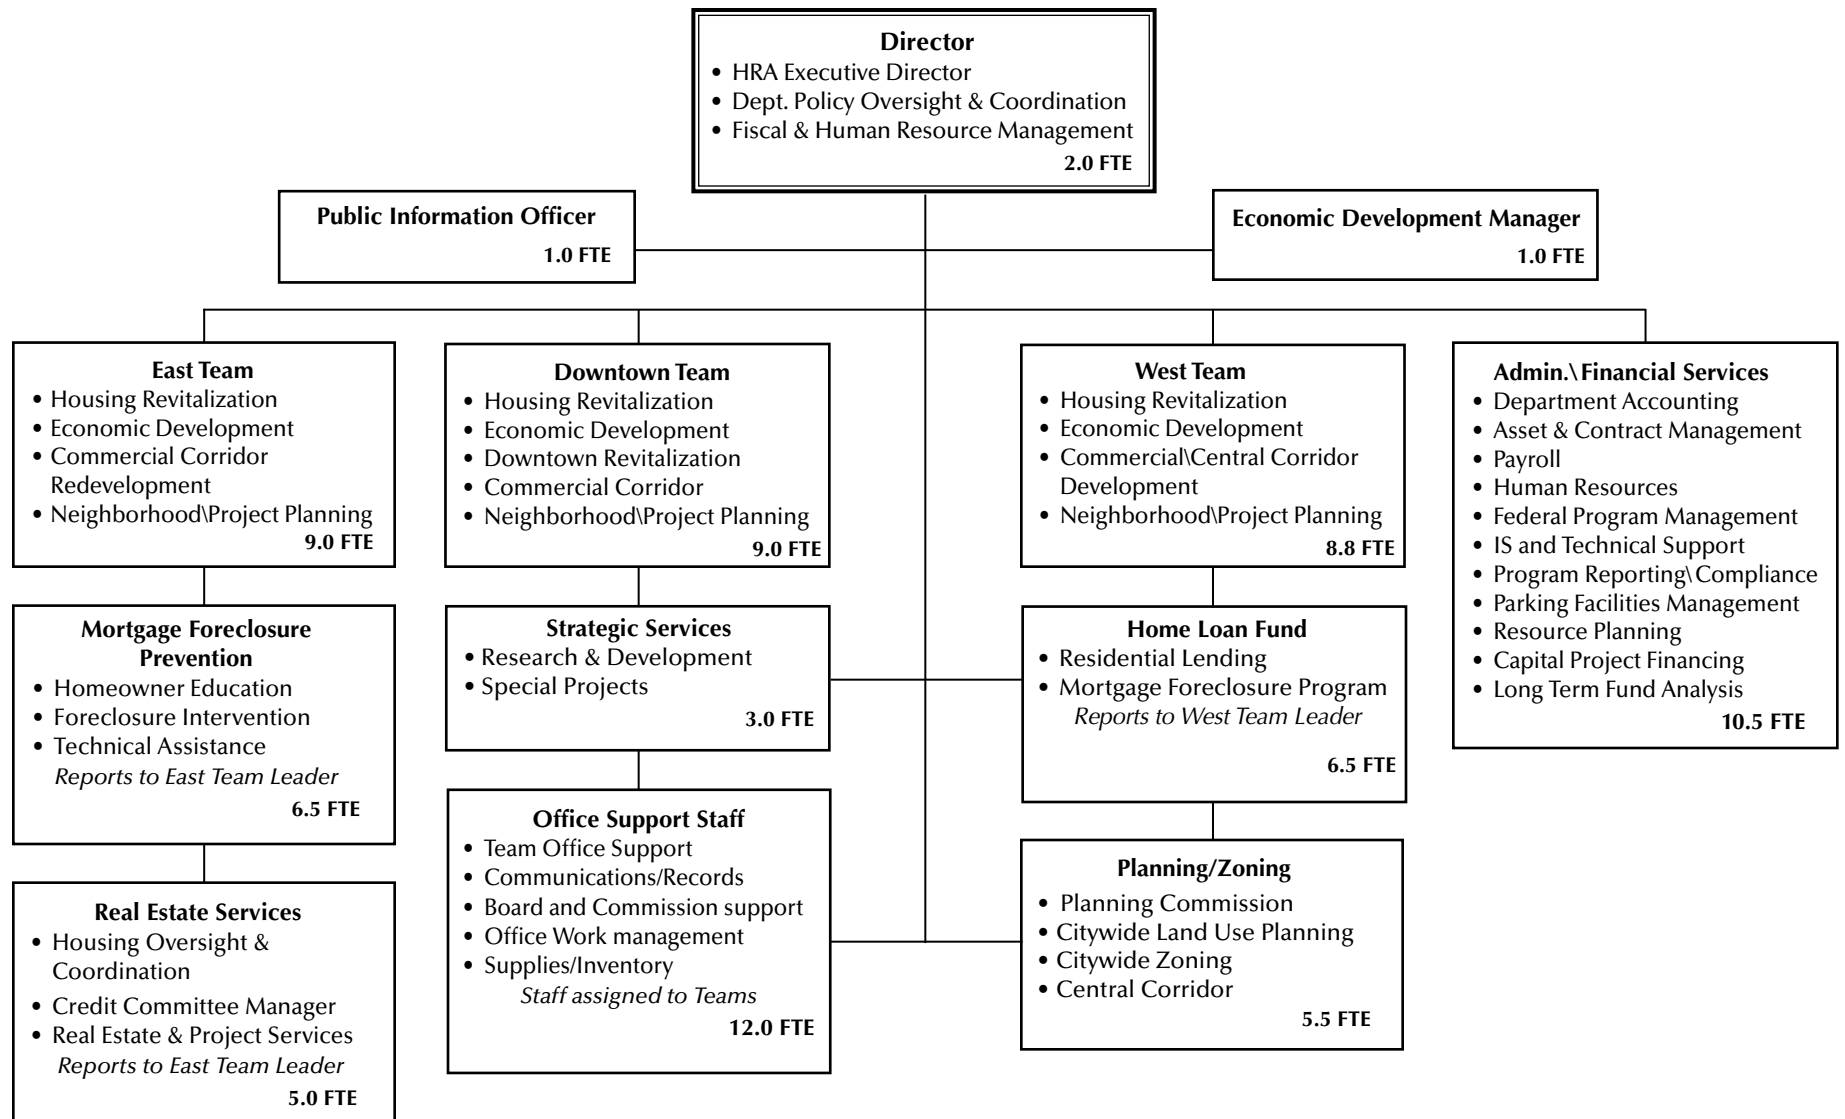 Director
• HRA Executive Director
• Dept. Policy Oversight & Coordination
• Fiscal & Human Resource Management
2.0 FTE
Public Information Officer
1.0 FTE
Economic Development Manager
1.0 FTE
East Team
• Housing Revitalization
• Economic Development
• Commercial Corridor
Redevelopment
• Neighborhood\Project Planning
9.0 FTE
Downtown Team
• Housing Revitalization
• Economic Development
• Downtown Revitalization
• Commercial Corridor
• Neighborhood\Project Planning
9.0 FTE
West Team
• Housing Revitalization
• Economic Development
• Commercial\Central Corridor
Development
• Neighborhood\Project Planning
8.8 FTE
Admin.\Financial Services
• Department Accounting
• Asset & Contract Management
• Payroll
• Human Resources
• Federal Program Management
• IS and Technical Support
• Program Reporting\Compliance
• Parking Facilities Management
• Resource Planning
• Capital Project Financing
• Long Term Fund Analysis
10.5 FTE
Mortgage Foreclosure
Prevention
• Homeowner Education
• Foreclosure Intervention
• Technical Assistance
Reports to East Team Leader
6.5 FTE
Strategic Services
• Research & Development
• Special Projects
3.0 FTE
Home Loan Fund
• Residential Lending
• Mortgage Foreclosure Program
Reports to West Team Leader
6.5 FTE
Office Support Staff
• Team Office Support
• Communications/Records
• Board and Commission support
• Office Work management
• Supplies/Inventory
Staff assigned to Teams
12.0 FTE
Planning/Zoning
• Planning Commission
• Citywide Land Use Planning
• Citywide Zoning
• Central Corridor
5.5 FTE
Real Estate Services
• Housing Oversight &
Coordination
• Credit Committee Manager
• Real Estate & Project Services
Reports to East Team Leader
5.0 FTE